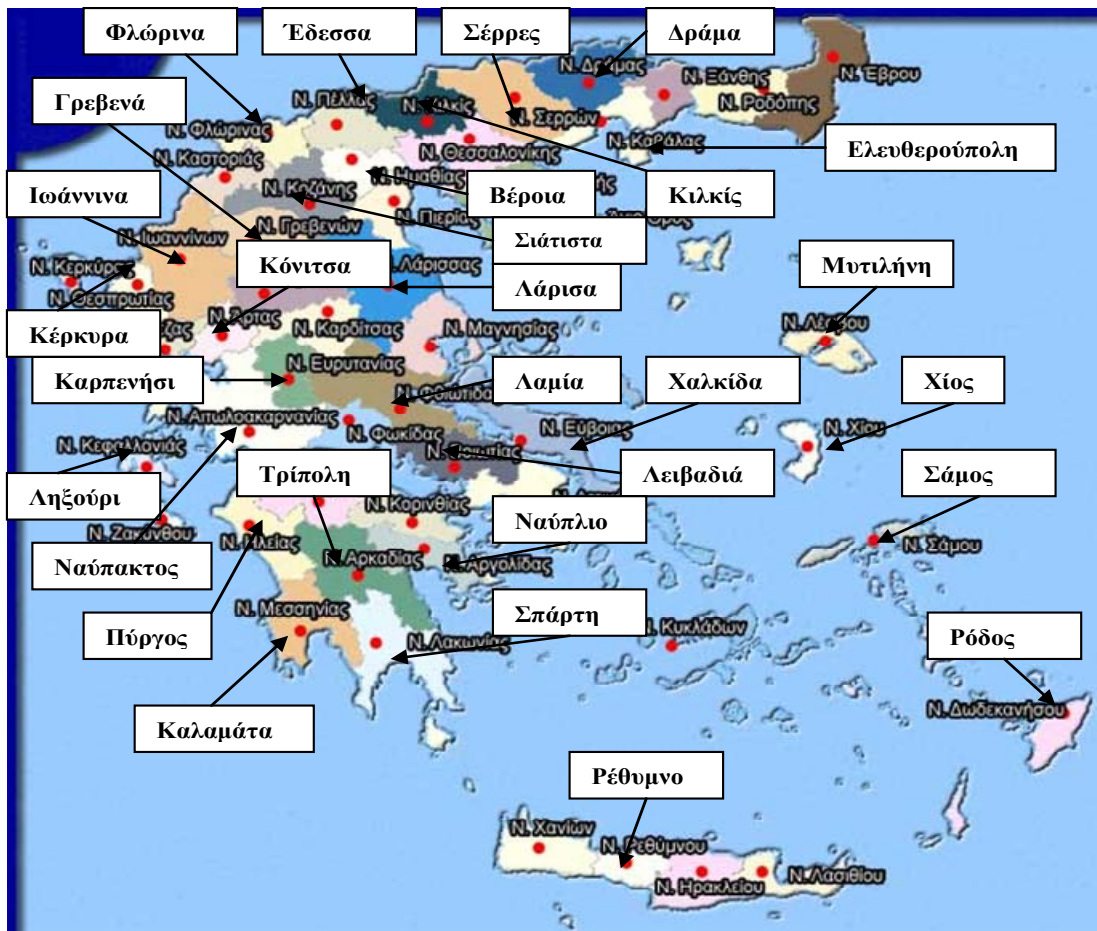 Φλώρινα
Έδεσσα
Σέρρες
Δράμα
Ν. Δράμας
Ν. Ξάνθης
Ν. Έβρου
Γρεβενά
Ν. Πέλλας
Ν. Κιλκίς
Ν. Σερρών
Ν. Ροδόπης
Ν. Φλώρινας
Ν. Θεσσαλονίκης
Ν. Καβάλας
Ελευθερούπολη
Ν. Καστοριάς
Ν. Κοζάνης
Ν. Ημαθίας
Βέροια
Κιλκίς
Ιωάννινα
Ν. Πιερίας
Ν. Γρεβενών
Σιάτιστα
Ν. Ιωαννίνων
Ν. Κερκύρας
Κόνιτσα
Λάρισσας
Λάρισα
Μυτιλήνη
Ν. Θεσπρωτίας
Κέρκυρα
Άρτας
Ν. Καρδίτσας
Ν. Μαγνησίας
Ν. Λέσβου
Καρπενήσι
Ν. Ευρυτανίας
Λαμία
Χαλκίδα
Χίος
Ν. Φθιώτιδας
Ν. Αιτωλοακαρνανίας
Ν. Φωκίδας
Ν. Εύβοιας
Ν. Χίου
Ν. Κεφαλλονιάς
Ν. Βοιωτίας
Ληξούρι
Τρίπολη
Λειβαδιά
Σάμος
Ν. Κορινθίας
Ναύπλιο
Ν. Ζακύνθου
Ν. Ηλείας
Ν. Σάμου
Ναύπακτος
Ν. Αρκαδίας
Ν. Αργολίδας
Πύργος
Ν. Μεσσηνίας
Σπάρτη
Ν. Λακωνίας
Ν. Κυκλάδων
Ρόδος
Καλαμάτα
Ν. Δωδεκανήσου
Ρέθυμνο
Ν. Χανίων
Ν. Ρεθύμνου
Ν. Ηρακλείου
Ν. Λασιθίου